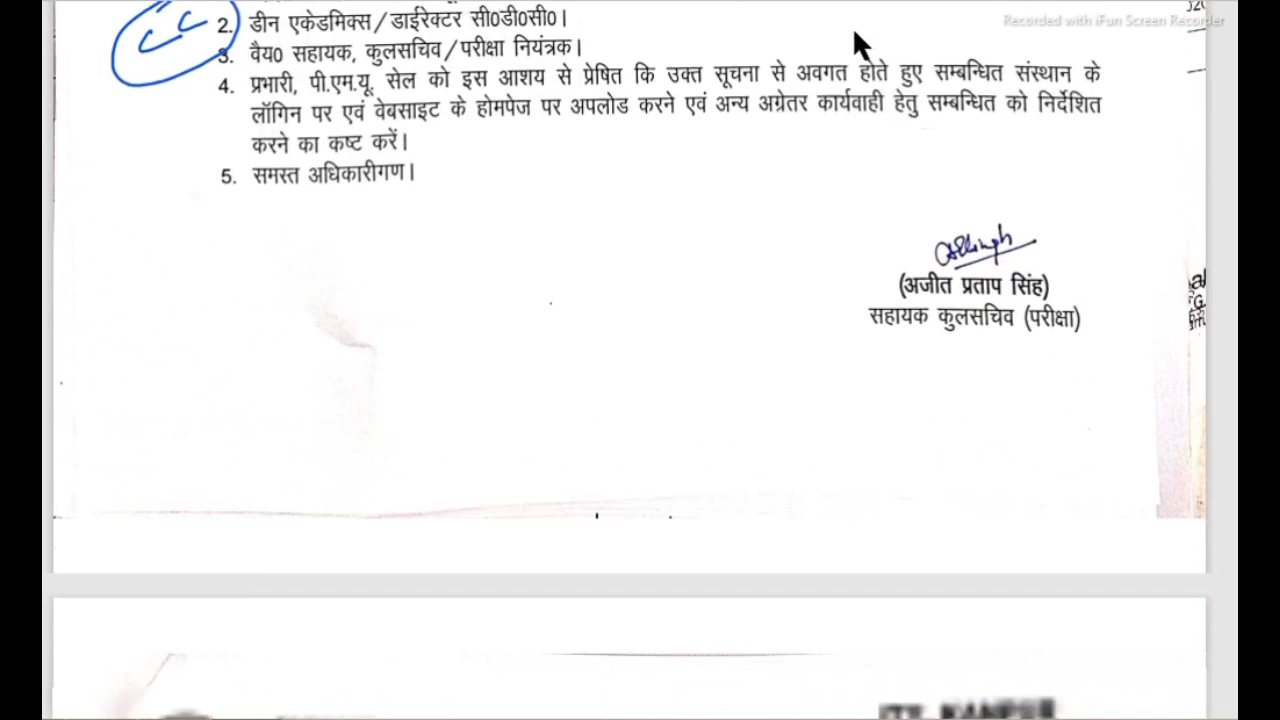 Recorded with iFun Screen Recorder
2. डीन एकेडमिक्स/डाईरेक्टर सी0डी0सी0।
3. वैय0 सहायक, कुलसचिव/परीक्षा नियंत्रक।
4. प्रभारी, पी.एम.यू. सेल को इस आशय से प्रेषित कि उक्त सूचना से अवगत होते हुए सम्बन्धित संस्थान के
लॉगिन पर एवं वेबसाइट के होमपेज पर अपलोड करने एवं अन्य अग्रेतर कार्यवाही हेतु सम्बन्धित को निर्देशित
करने का कष्ट करें।
5. समस्त अधिकारीगण।
(अजीत प्रताप सिंह)
सहायक कुलसचिव (परीक्षा)